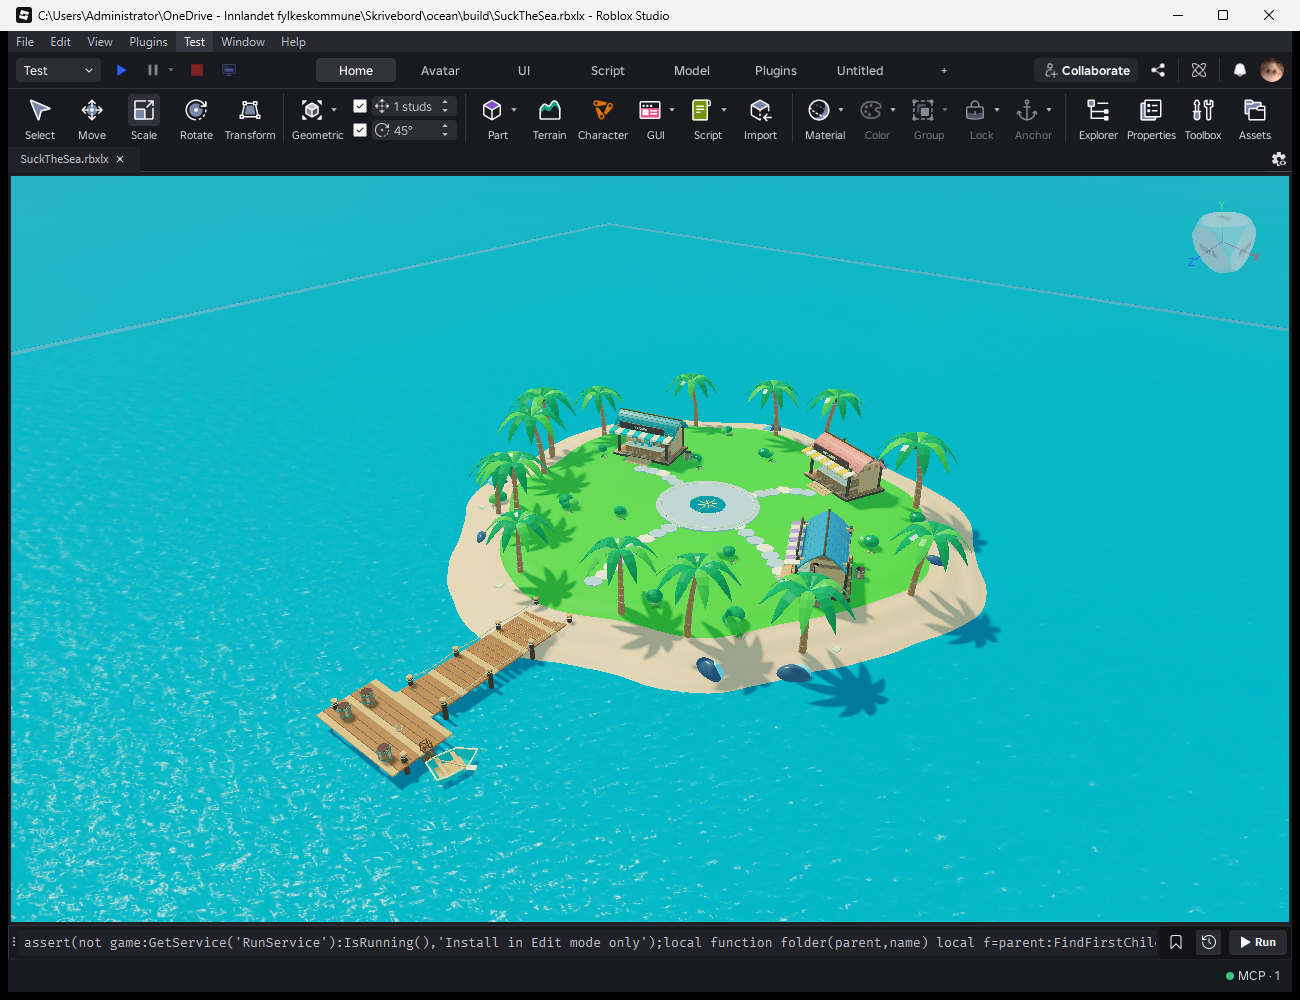 C:\Users\Administrator\OneDrive - Innlandet fylkeskommune\Skrivebord\ocean\build\SuckTheSea.rbxlx - Roblox Studio
File Edit View Plugins Test Window Help
Test Home Avatar UI Script Model Plugins Untitled + Collaborate
1 studs
45°
Select Move Scale Rotate Transform Geometric Part Terrain Character GUI Script Import Material Color Group Lock Anchor Explorer Properties Toolbox Assets
SuckTheSea.rbxlx
Y
Z
X
assert(not game:GetService('RunService'):IsRunning(),'Install in Edit mode only');local function folder(parent,name) local f=parent:FindFirstChil
Run
MCP · 1